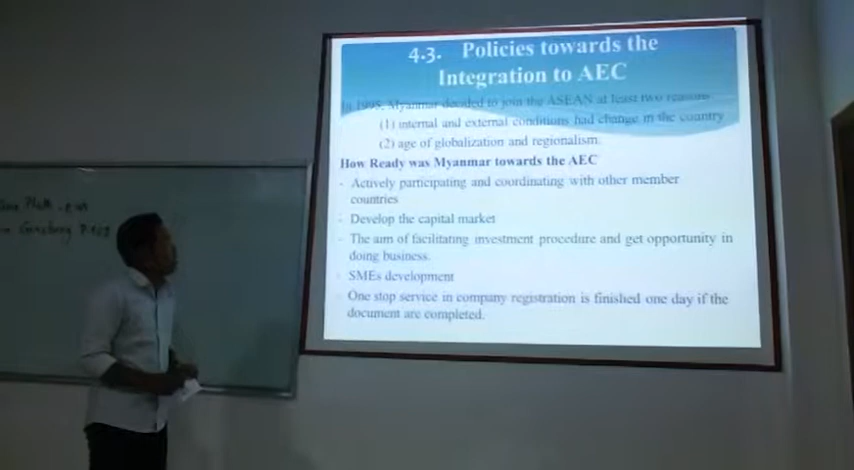 4.3. Policies towards the
Integration to AEC
In 1995, Myanmar decided to join the ASEAN at least two reasons
(1) internal and external conditions had change in the country
(2) age of globalization and regionalism.
How Ready was Myanmar towards the AEC
- Actively participating and coordinating with other member
countries
- Develop the capital market
- The aim of facilitating investment procedure and get opportunity in
doing business.
- SMEs development
- One stop service in company registration is finished one day if the
document are completed.